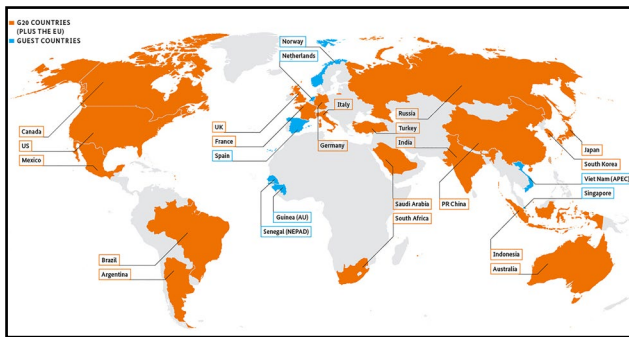 G20 COUNTRIES
(PLUS THE EU)
GUEST COUNTRIES
Norway
Netherlands
Italy
Russia
Canada
UK
Turkey
US
France
India
Japan
Mexico
Spain
Germany
South Korea
Viet Nam (APEC)
Singapore
Saudi Arabia
PR China
Guinea (AU)
South Africa
Senegal (NEPAD)
Brazil
Indonesia
Argentina
Australia